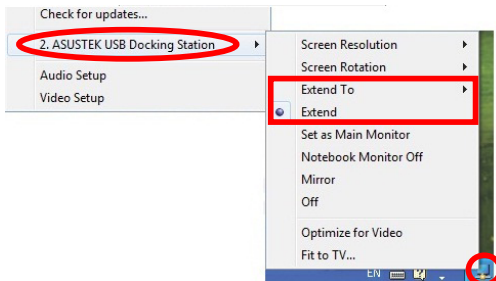 Check for updates...
2. ASUSTEK USB Docking Station
Audio Setup
Video Setup
Screen Resolution
Screen Rotation
Extend To
Extend
Set as Main Monitor
Notebook Monitor Off
Mirror
Off
Optimize for Video
Fit to TV...
EN